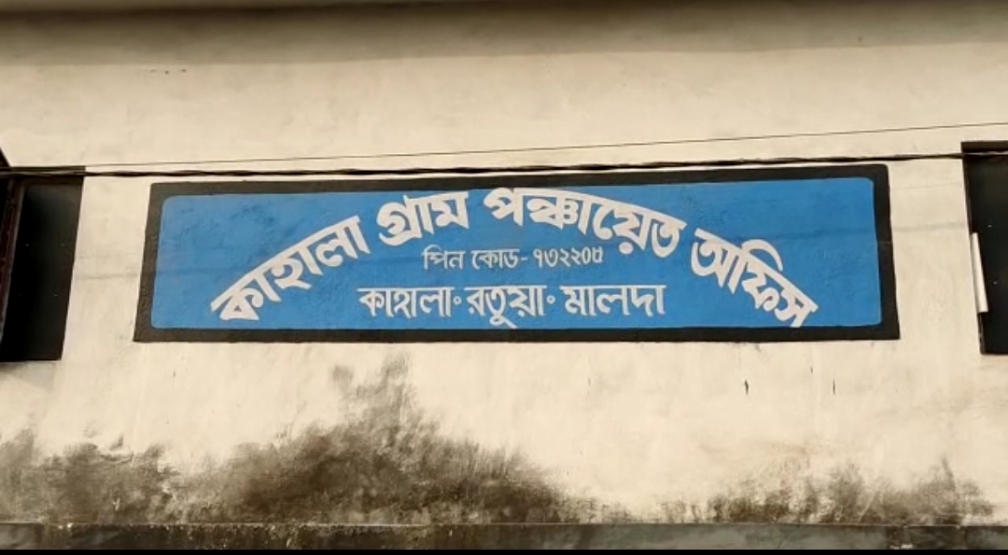 কাহালা গ্রাম পঞ্চায়েত অফিস
পিন কোড- ৭৩২২০৫
কাহালা॰ রতুয়া॰ মালদা